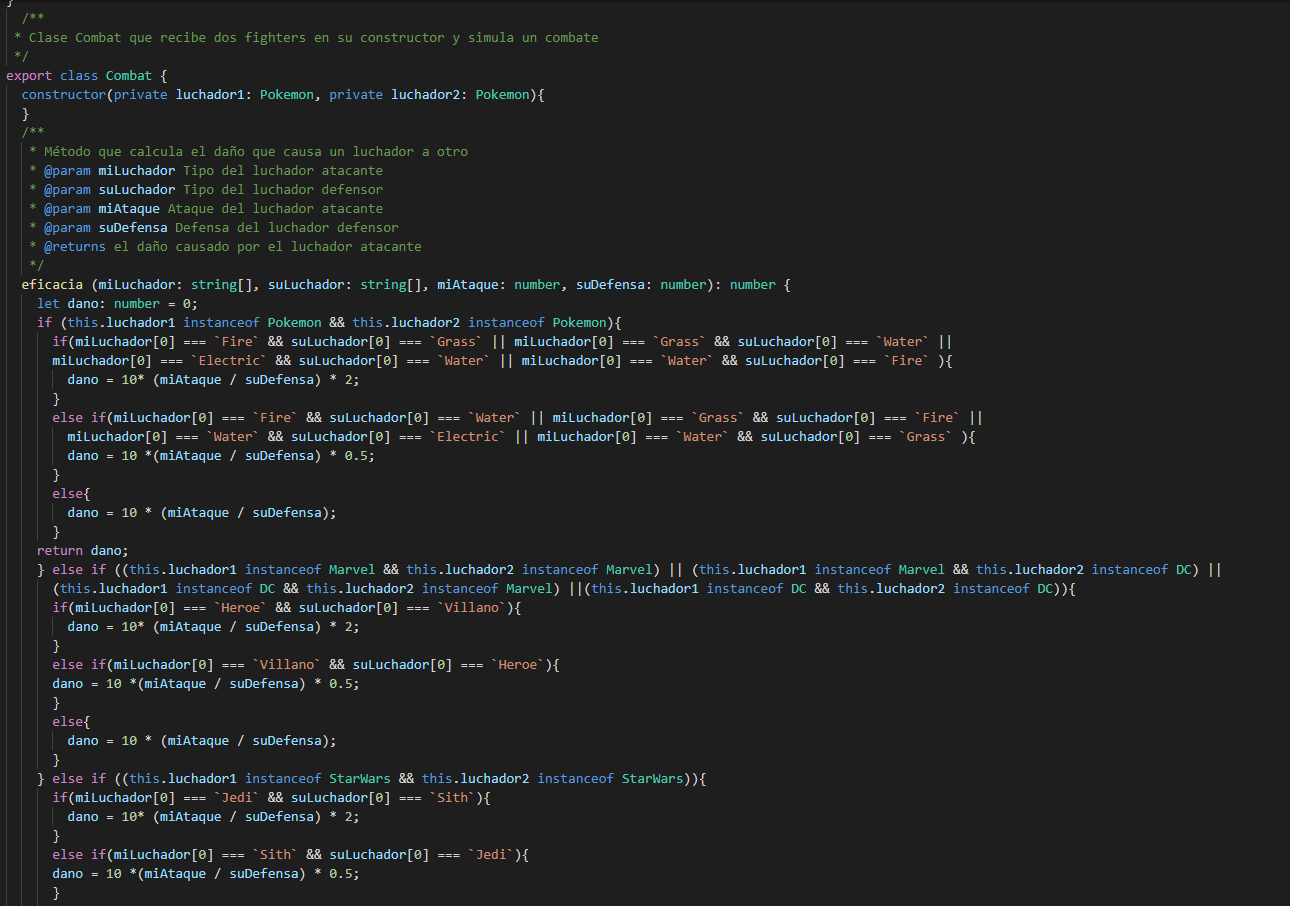 }
/**
* Clase Combat que recibe dos fighters en su constructor y simula un combate
*/
export class Combat {
constructor(private luchador1: Pokemon, private luchador2: Pokemon){
}
/**
* Método que calcula el daño que causa un luchador a otro
* @param miLuchador Tipo del luchador atacante
* @param suLuchador Tipo del luchador defensor
* @param miAtaque Ataque del luchador atacante
* @param suDefensa Defensa del luchador defensor
* @returns el daño causado por el luchador atacante
*/
eficacia (miLuchador: string[], suLuchador: string[], miAtaque: number, suDefensa: number): number {
let dano: number = 0;
if (this.luchador1 instanceof Pokemon && this.luchador2 instanceof Pokemon){
if(miLuchador[0] === `Fire` && suLuchador[0] === `Grass` || miLuchador[0] === `Grass` && suLuchador[0] === `Water` ||
miLuchador[0] === `Electric` && suLuchador[0] === `Water` || miLuchador[0] === `Water` && suLuchador[0] === `Fire` ){
dano = 10* (miAtaque / suDefensa) * 2;
}
else if(miLuchador[0] === `Fire` && suLuchador[0] === `Water` || miLuchador[0] === `Grass` && suLuchador[0] === `Fire` ||
miLuchador[0] === `Water` && suLuchador[0] === `Electric` || miLuchador[0] === `Water` && suLuchador[0] === `Grass` ){
dano = 10 *(miAtaque / suDefensa) * 0.5;
}
else{
dano = 10 * (miAtaque / suDefensa);
}
return dano;
} else if ((this.luchador1 instanceof Marvel && this.luchador2 instanceof Marvel) || (this.luchador1 instanceof Marvel && this.luchador2 instanceof DC) ||
(this.luchador1 instanceof DC && this.luchador2 instanceof Marvel) ||(this.luchador1 instanceof DC && this.luchador2 instanceof DC)){
if(miLuchador[0] === `Heroe` && suLuchador[0] === `Villano`){
dano = 10* (miAtaque / suDefensa) * 2;
}
else if(miLuchador[0] === `Villano` && suLuchador[0] === `Heroe`){
dano = 10 *(miAtaque / suDefensa) * 0.5;
}
else{
dano = 10 * (miAtaque / suDefensa);
}
} else if ((this.luchador1 instanceof StarWars && this.luchador2 instanceof StarWars)){
if(miLuchador[0] === `Jedi` && suLuchador[0] === `Sith`){
dano = 10* (miAtaque / suDefensa) * 2;
}
else if(miLuchador[0] === `Sith` && suLuchador[0] === `Jedi`){
dano = 10 *(miAtaque / suDefensa) * 0.5;
}